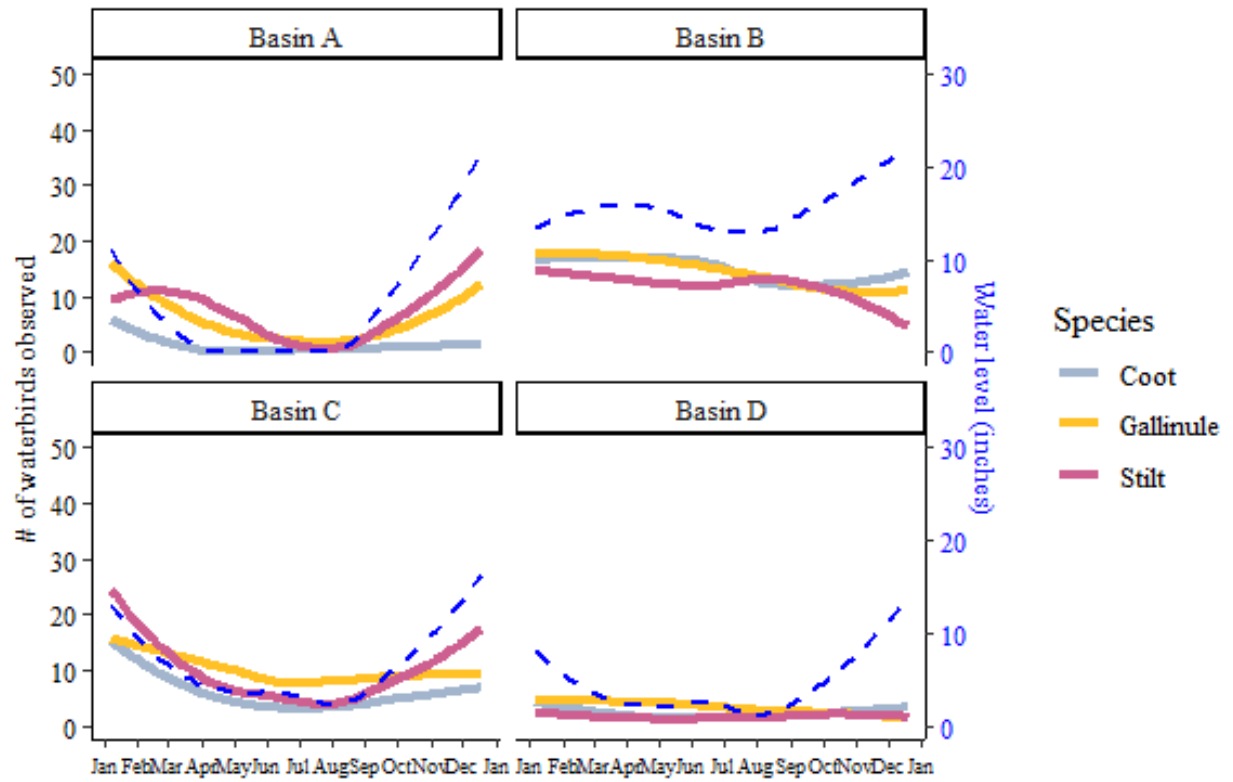 Basin A
Basin B
50
40
30
20
10
0
30
20
10
0
Basin C
Basin D
50
40
30
20
10
0
30
20
10
0
# of waterbirds observed
Water level (inches)
Jan Feb Mar Apr May Jun Jul Aug Sep Oct Nov Dec Jan
Jan Feb Mar Apr May Jun Jul Aug Sep Oct Nov Dec Jan
Species
Coot
Gallinule
Stilt